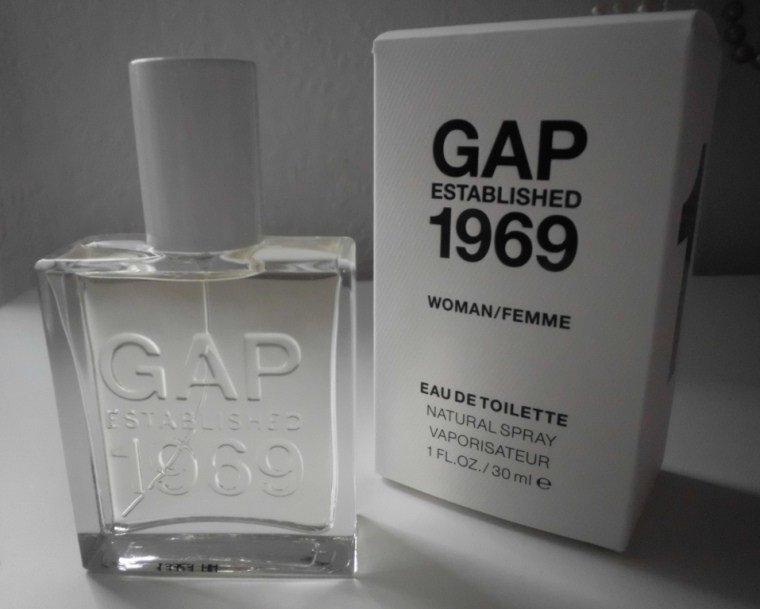 GAP
ESTABLISHED
1969
GAP
ESTABLISHED
1969
WOMAN/FEMME
EAU DE TOILETTE
NATURAL SPRAY
VAPORISATEUR
1 FL.OZ./30 ml e